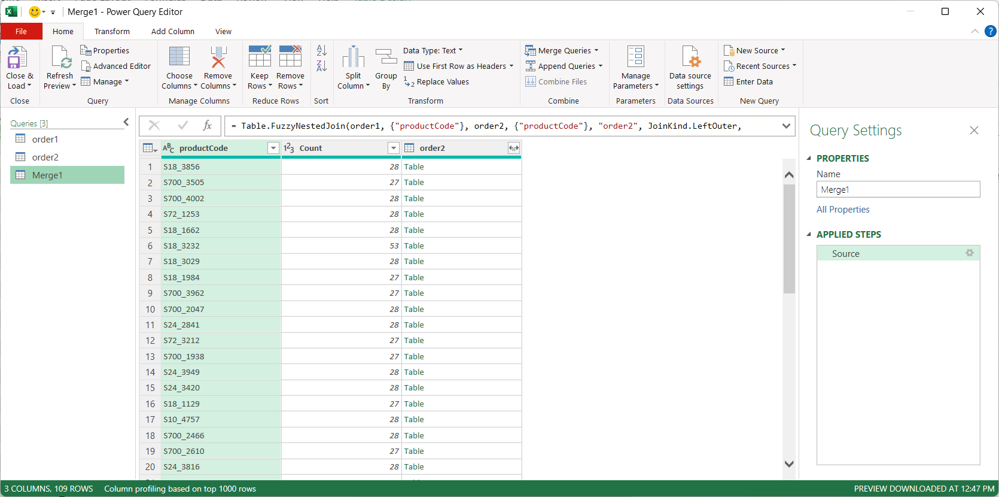 Merge1 - Power Query Editor
File Home Transform Add Column View
Close & Load
Close
Refresh Preview
Properties
Advanced Editor
Manage
Query
Choose Columns
Remove Columns
Manage Columns
Keep Rows
Remove Rows
Reduce Rows
Sort
Split Column
Group By
Data Type: Text
Use First Row as Headers
Replace Values
Transform
Merge Queries
Append Queries
Combine Files
Combine
Manage Parameters
Parameters
Data source settings
Data Sources
New Source
Recent Sources
Enter Data
New Query
Queries [3]
order1
order2
Merge1
fx = Table.FuzzyNestedJoin(order1, {"productCode"}, order2, {"productCode"}, "order2", JoinKind.LeftOuter,
ABC productCode 123 Count order2
1 S18_3856 28 Table
2 S700_3505 27 Table
3 S700_4002 28 Table
4 S72_1253 28 Table
5 S18_1662 28 Table
6 S18_3232 53 Table
7 S18_3029 28 Table
8 S18_1984 27 Table
9 S700_3962 27 Table
10 S700_2047 28 Table
11 S24_2841 28 Table
12 S72_3212 27 Table
13 S700_1938 27 Table
14 S24_3949 28 Table
15 S24_3420 28 Table
16 S18_1129 27 Table
17 S10_4757 28 Table
18 S700_2466 28 Table
19 S700_2610 27 Table
20 S24_3816 28 Table
Query Settings
PROPERTIES
Name
Merge1
All Properties
APPLIED STEPS
Source
3 COLUMNS, 109 ROWS Column profiling based on top 1000 rows
PREVIEW DOWNLOADED AT 12:47 PM